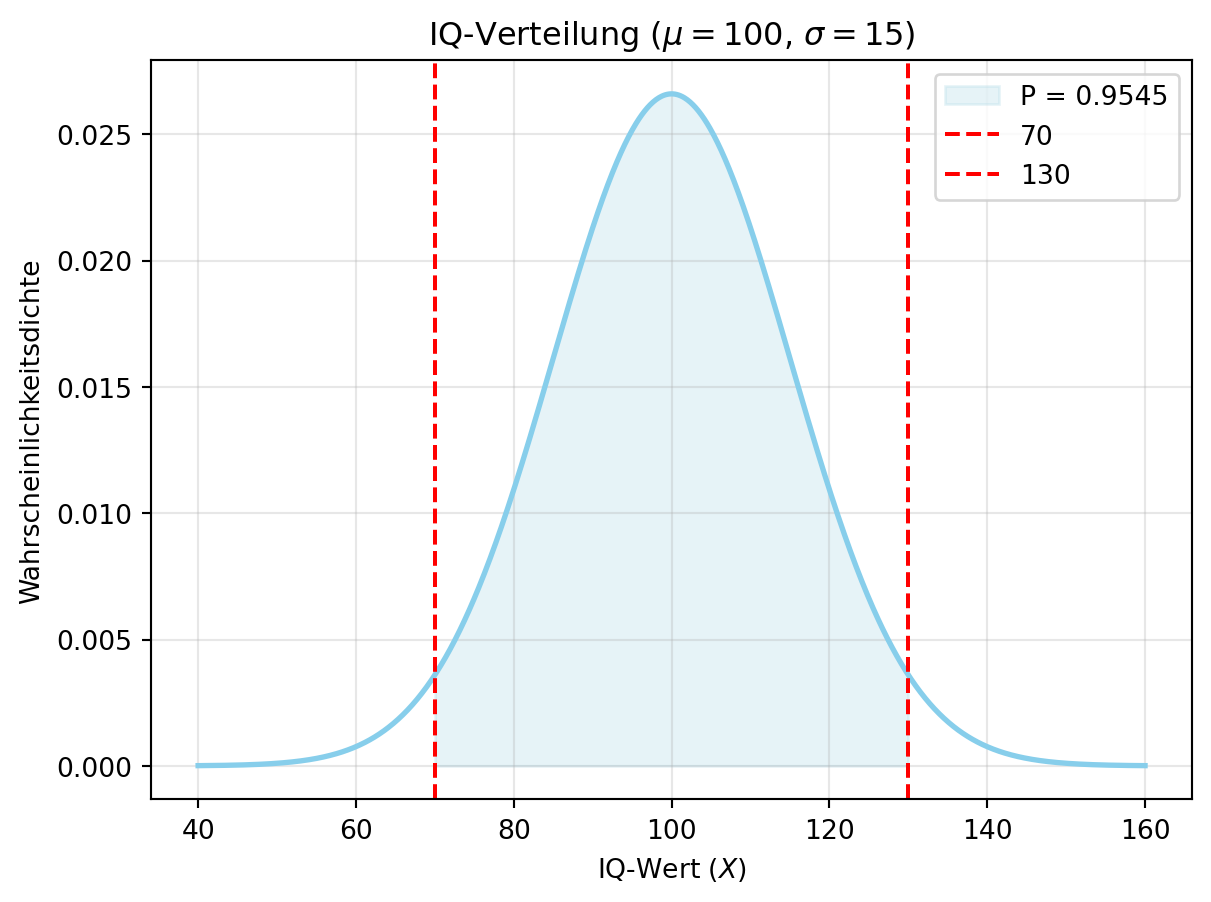 IQ-Verteilung (μ = 100, σ = 15)
P = 0.9545
70
130
Wahrscheinlichkeitsdichte
0.025
0.020
0.015
0.010
0.005
0.000
40 60 80 100 120 140 160
IQ-Wert (X)